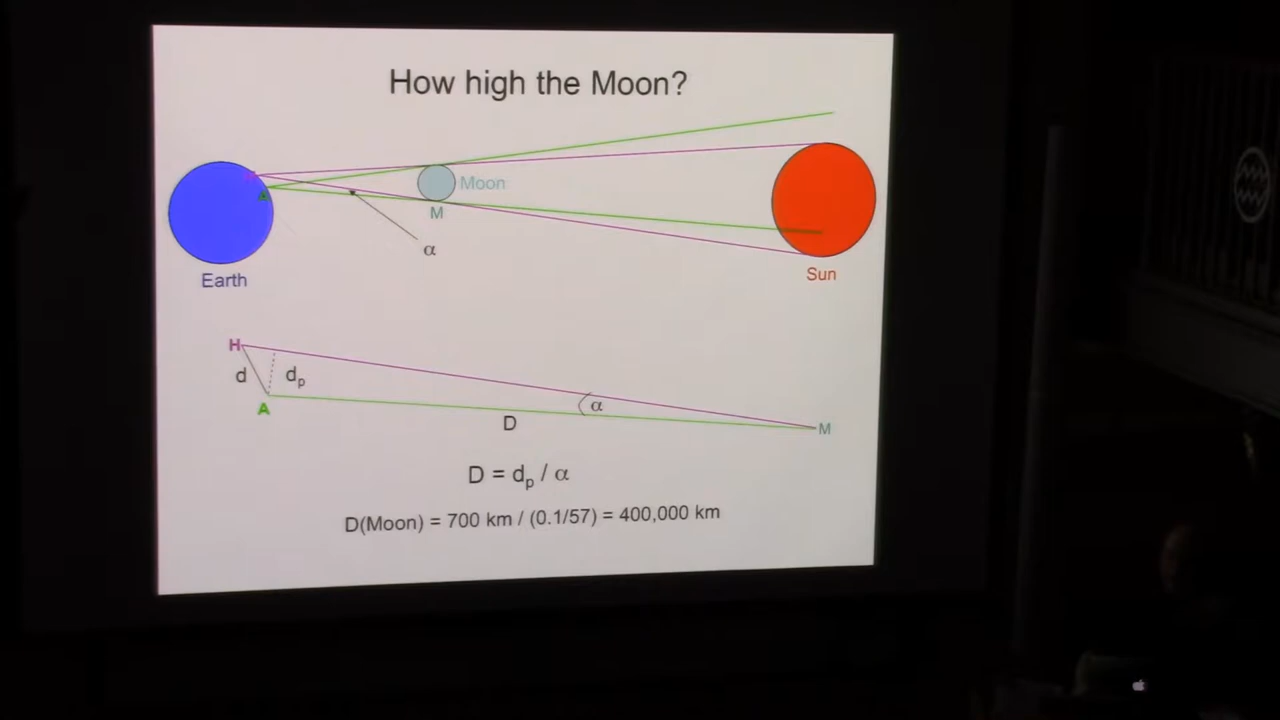 How high the Moon?
H
A
Moon
M
α
Earth
Sun
H
d
dp
A
α
D
M
D = dp / α
D(Moon) = 700 km / (0.1/57) = 400,000 km